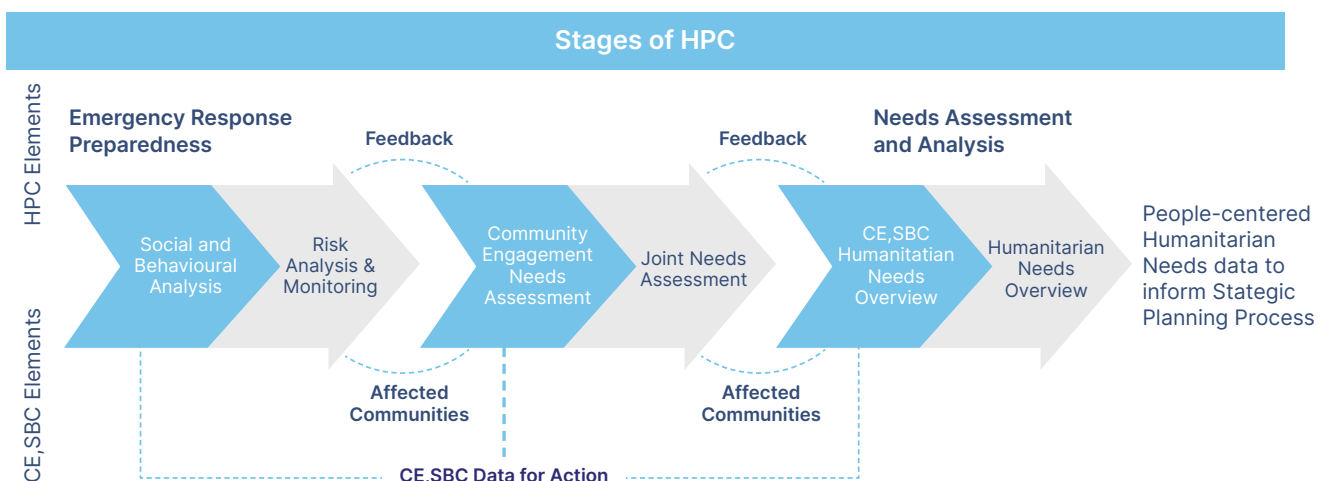 Stages of HPC
HPC Elements
CE,SBC Elements
Emergency Response
Preparedness
Feedback
Feedback
Needs Assessment
and Analysis
Social and
Behavioural
Analysis
Risk
Analysis &
Monitoring
Community
Engagement
Needs
Assessment
Joint Needs
Assessment
CE,SBC
Humanitatian
Needs
Overview
Humanitarian
Needs
Overview
People-centered
Humanitarian
Needs data to
inform Stategic
Planning Process
Affected
Communities
Affected
Communities
CE,SBC Data for Action